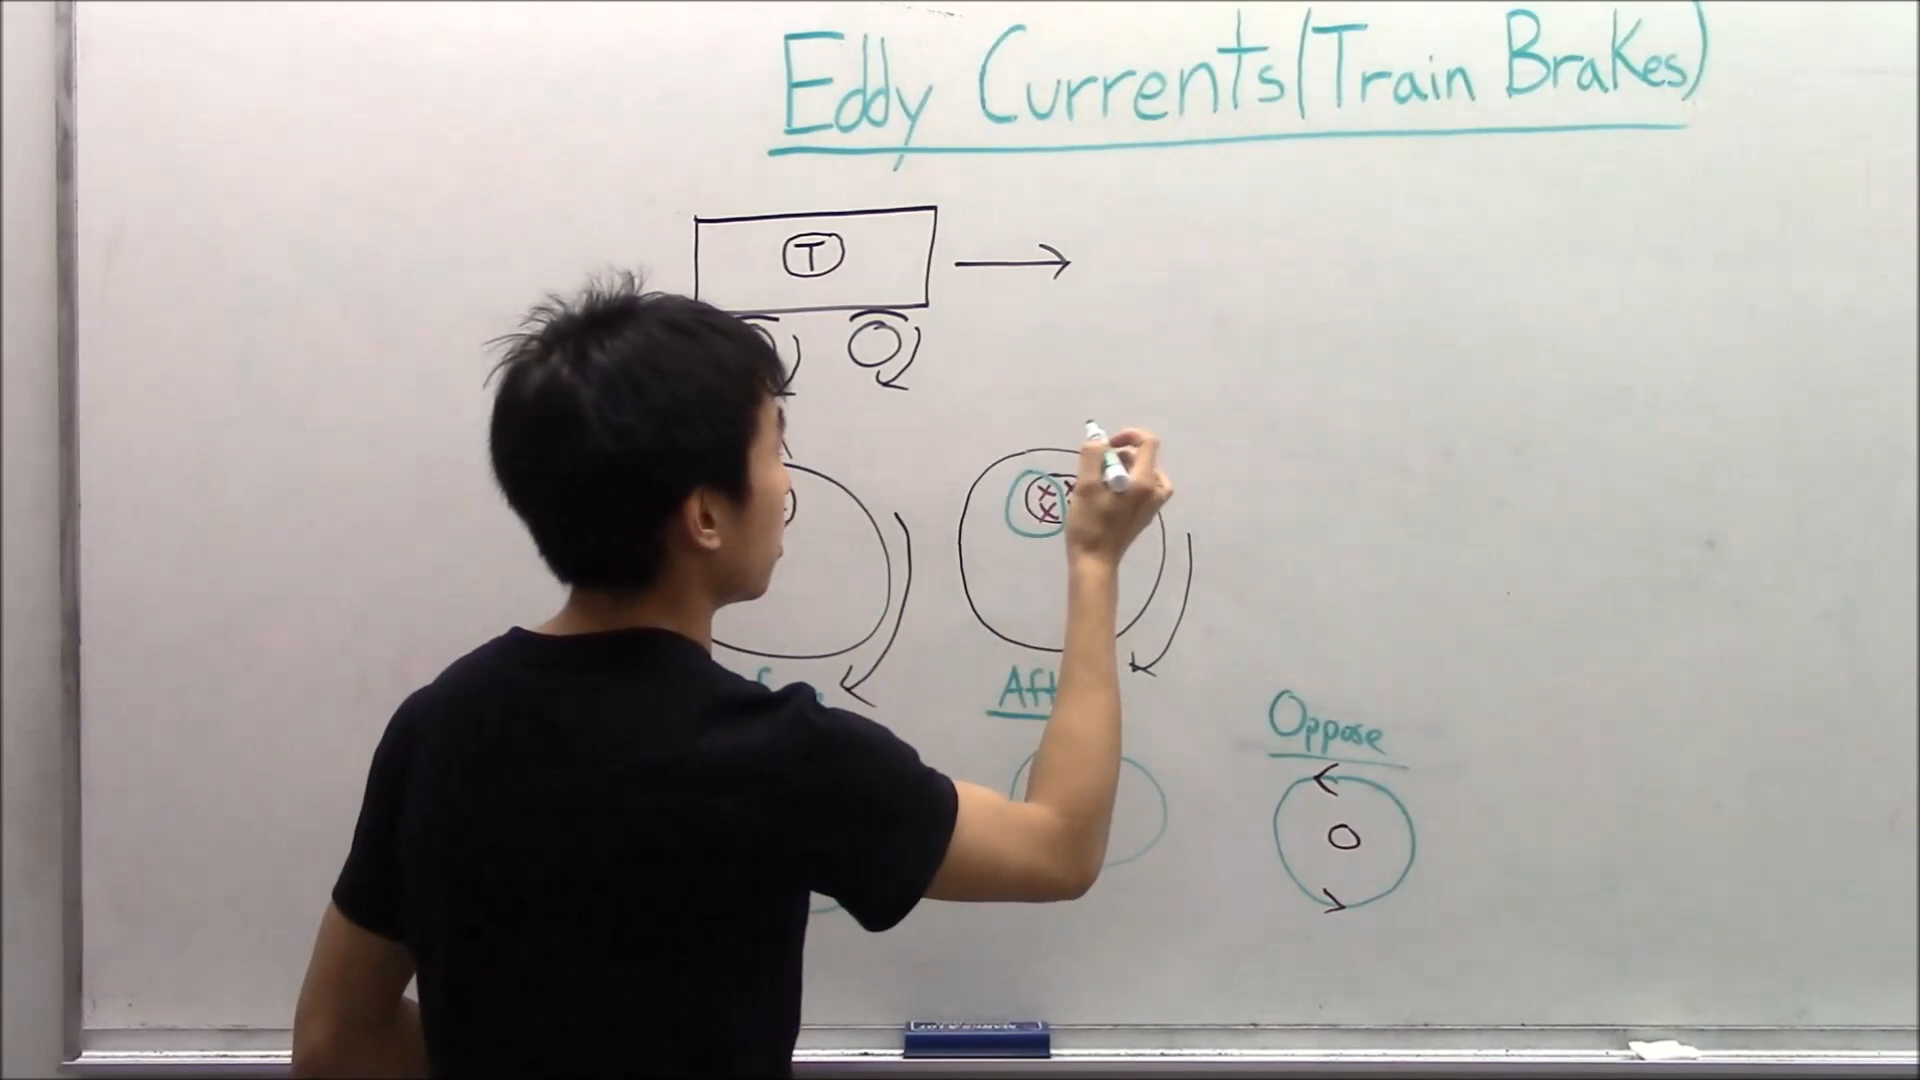 Eddy Currents (Train Brakes)
T
x x
x
Oppose